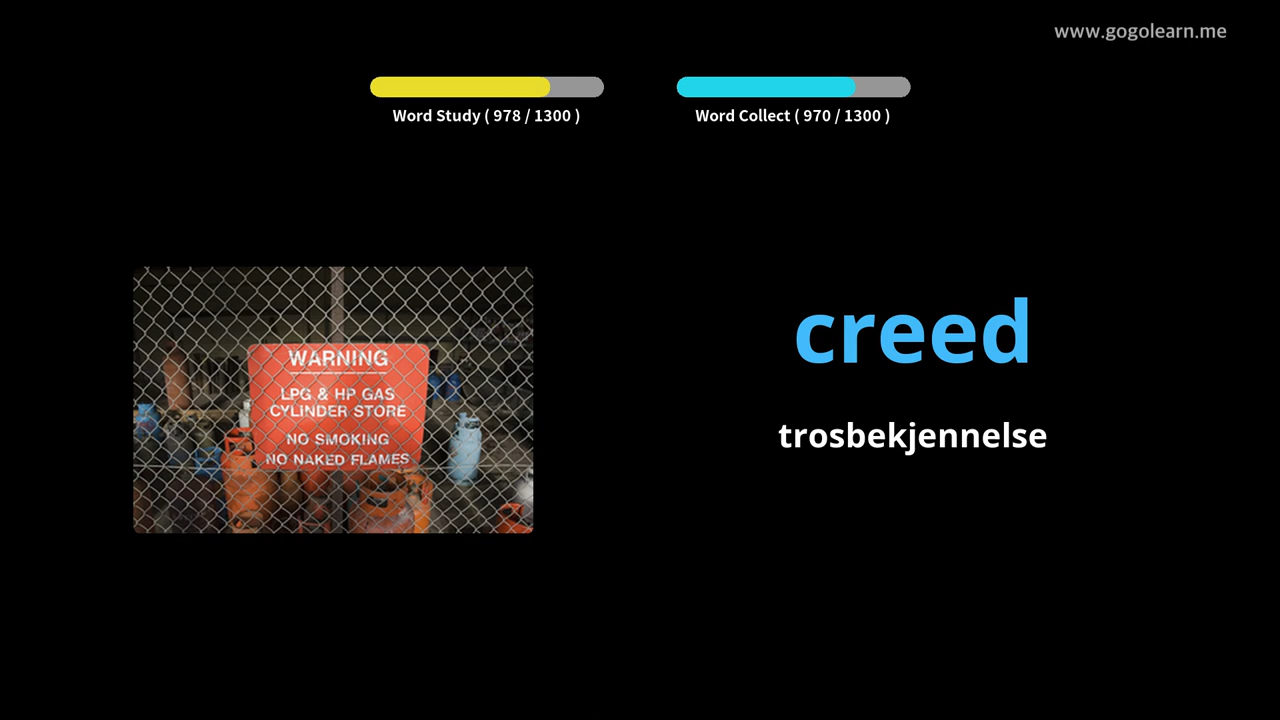 www.gogolearn.me
Word Study ( 978 / 1300 )
Word Collect ( 970 / 1300 )
WARNING
LPG & HP GAS
CYLINDER STORE
NO SMOKING
NO NAKED FLAMES
creed
trosbekjennelse